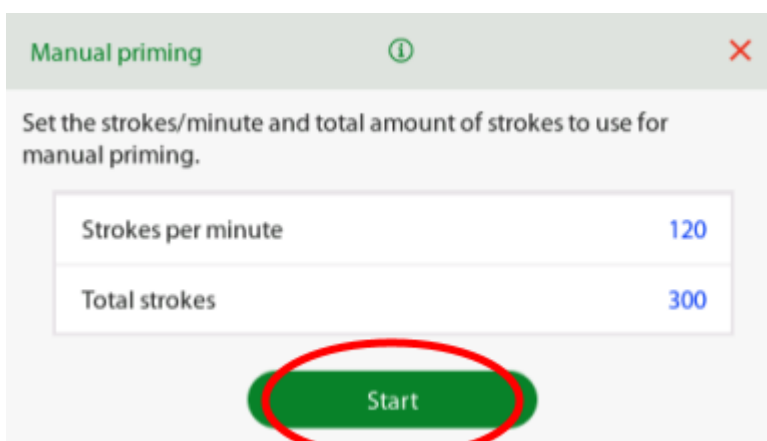 Manual priming
Set the strokes/minute and total amount of strokes to use for
manual priming.
Strokes per minute 120
Total strokes 300
Start